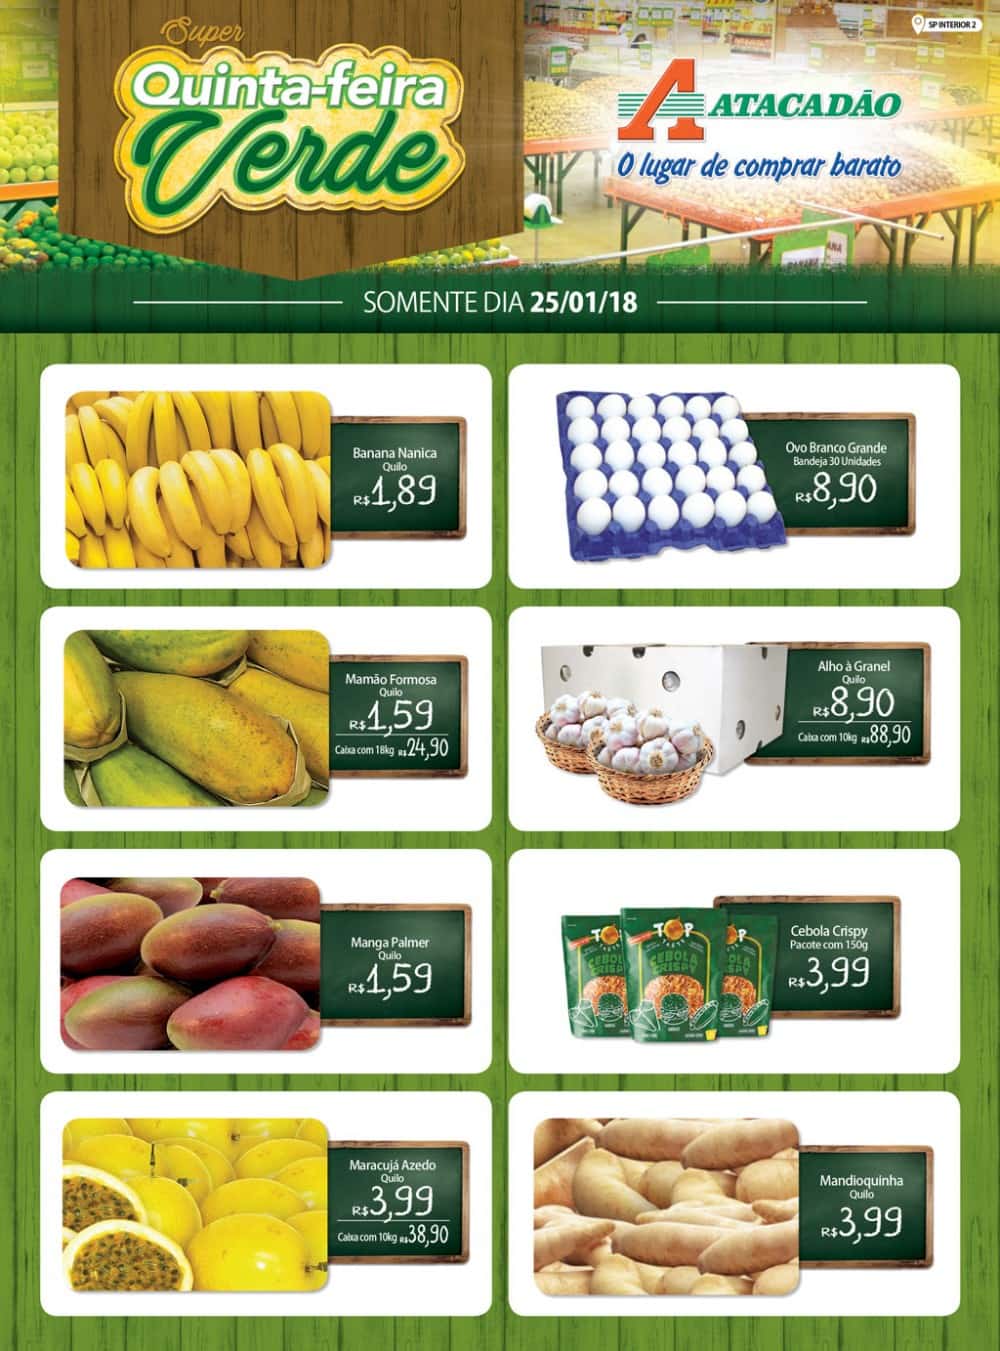 SP INTERIOR 2
Super
Quinta-feira
Verde
ATACADÃO
O lugar de comprar barato
SOMENTE DIA 25/01/18
Banana Nanica
Quilo
R$1,89
Ovo Branco Grande
Bandeja 30 Unidades
R$8,90
Mamão Formosa
Quilo
R$1,59
Caixa com 18kg R$24,90
Alho à Granel
Quilo
R$8,90
Caixa com 10kg R$88,90
Manga Palmer
Quilo
R$1,59
TOP
TASTE
CEBOLA
CRISPY
Cebola Crispy
Pacote com 150g
R$3,99
Maracujá Azedo
Quilo
R$3,99
Caixa com 10kg R$38,90
Mandioquinha
Quilo
R$3,99